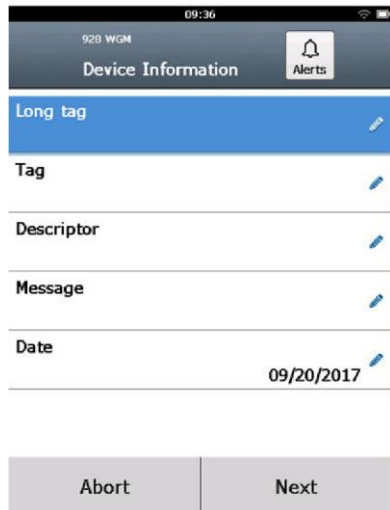 09:36
928 WGM
Device Information
Alerts
Long tag
Tag
Descriptor
Message
Date
09/20/2017
Abort
Next